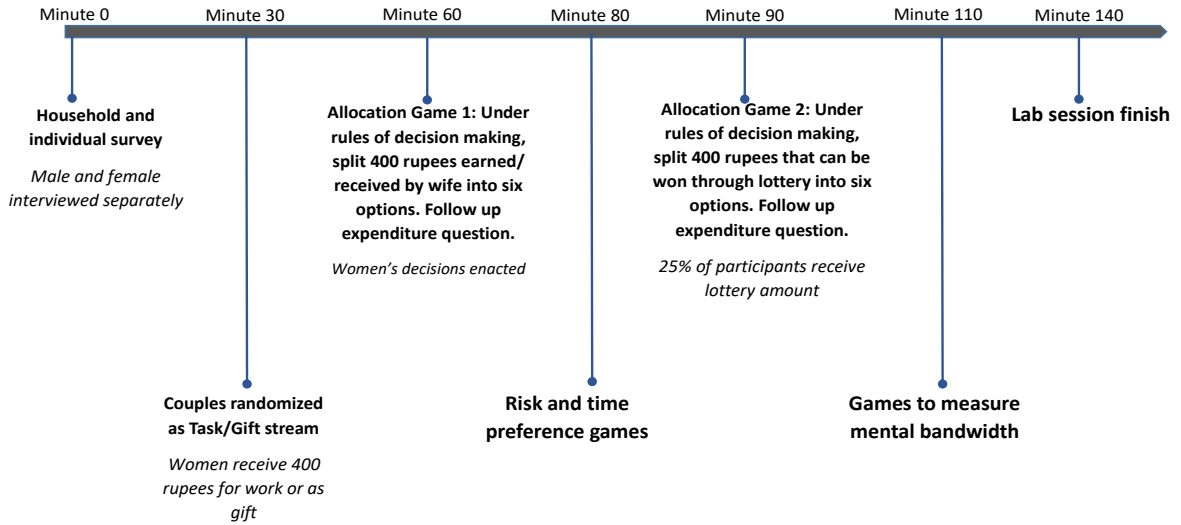 Minute 0
Minute 30
Minute 60
Minute 80
Minute 90
Minute 110
Minute 140
Household and
individual survey
Male and female
interviewed separately
Allocation Game 1: Under
rules of decision making,
split 400 rupees earned/
received by wife into six
options. Follow up
expenditure question.
Women’s decisions enacted
Allocation Game 2: Under
rules of decision making,
split 400 rupees that can be
won through lottery into six
options. Follow up
expenditure question.
25% of participants receive
lottery amount
Lab session finish
Couples randomized
as Task/Gift stream
Women receive 400
rupees for work or as
gift
Risk and time
preference games
Games to measure
mental bandwidth